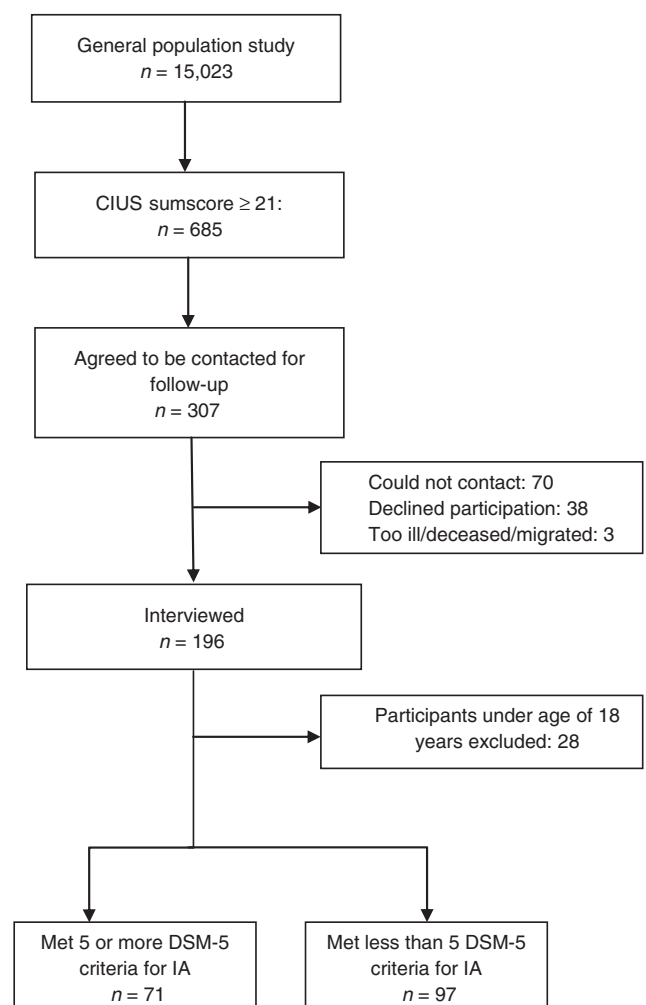 General population study
n = 15,023
CIUS sumscore ≥ 21:
n = 685
Agreed to be contacted for
follow-up
n = 307
Could not contact: 70
Declined participation: 38
Too ill/deceased/migrated: 3
Interviewed
n = 196
Participants under age of 18
years excluded: 28
Met 5 or more DSM-5
criteria for IA
n = 71
Met less than 5 DSM-5
criteria for IA
n = 97